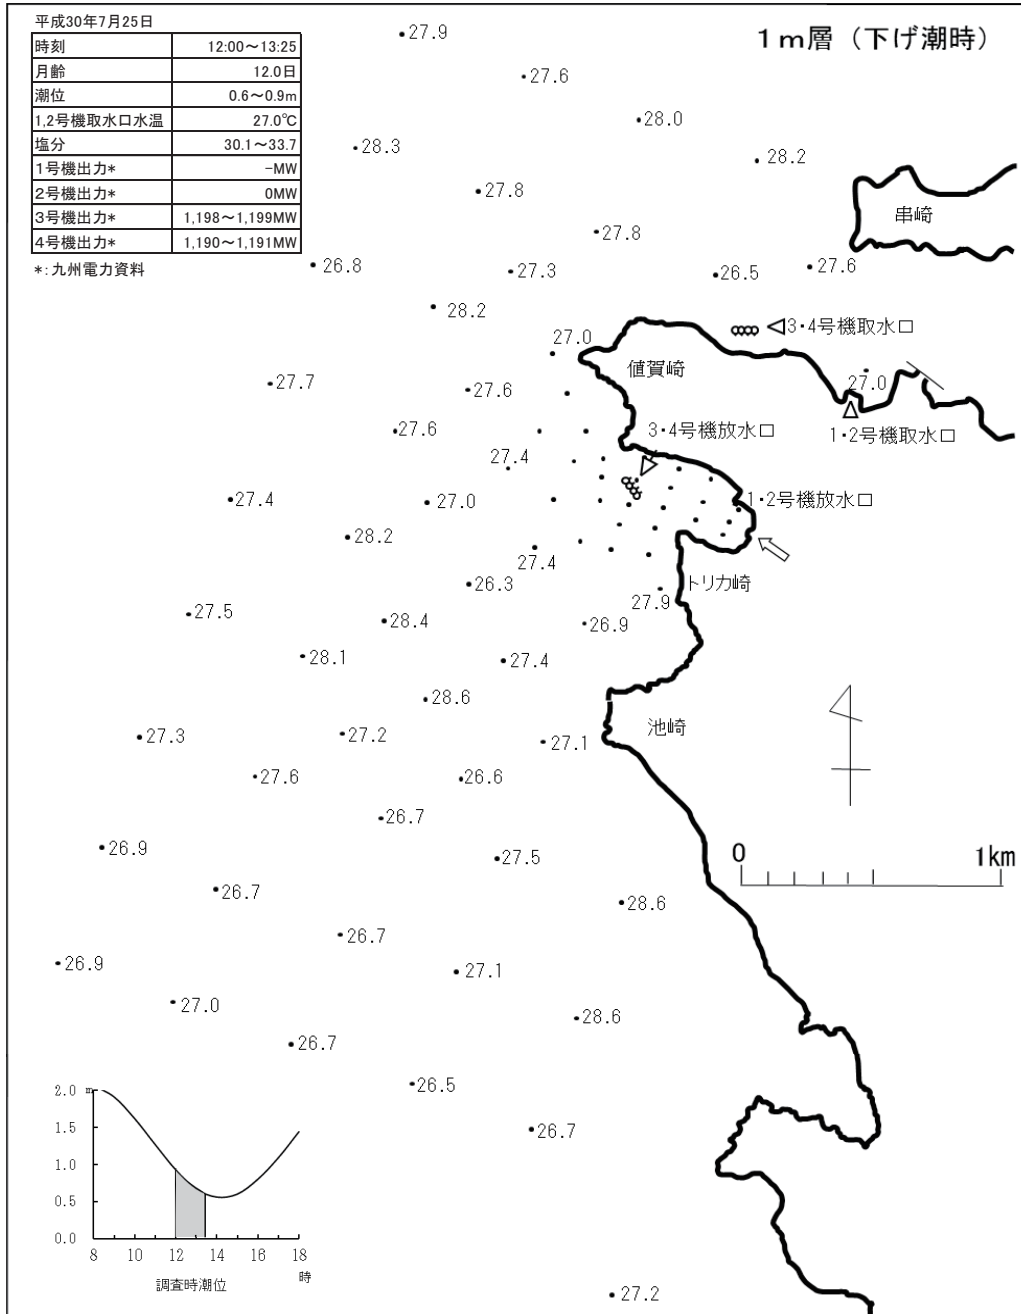 平成30年7月25日
1m層（下げ潮時）
時刻 12:00～13:25
月齢 12.0日
潮位 0.6～0.9m
1,2号機取水口水温 27.0℃
塩分 30.1～33.7
1号機出力* -MW
2号機出力* 0MW
3号機出力* 1,198～1,199MW
4号機出力* 1,190～1,191MW
*:九州電力資料
27.9
27.6
28.0
28.3
28.2
27.8
串崎
27.8
26.8
27.3
26.5
27.6
28.2
3・4号機取水口
27.0
値賀崎
27.7
27.6
27.0
27.6
3・4号機放水口
1・2号機取水口
27.4
27.4
27.0
1・2号機放水口
28.2
27.4
26.3
トリカ崎
27.9
27.5
28.4
26.9
28.1
27.4
28.6
池崎
27.3
27.2
27.1
27.6
26.6
26.7
26.9
27.5
0 1km
26.7
28.6
26.7
26.9
27.1
27.0
28.6
26.7
26.5
26.7
2.0 m
1.5
1.0
0.5
0.0
8 10 12 14 16 18
時
調査時潮位
27.2